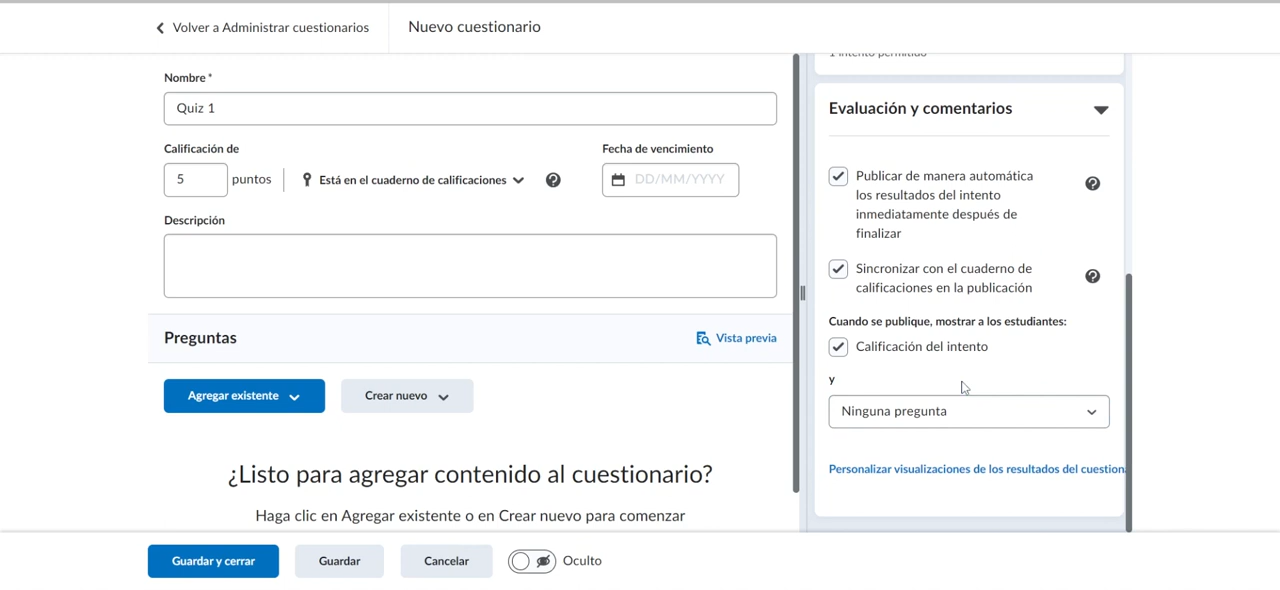 Volver a Administrar cuestionarios
Nuevo cuestionario
Nombre *
Quiz 1
Calificación de
5 puntos
Está en el cuaderno de calificaciones
Fecha de vencimiento
DD/MM/YYYY
Descripción
Preguntas
Vista previa
Agregar existente
Crear nuevo
¿Listo para agregar contenido al cuestionario?
Haga clic en Agregar existente o en Crear nuevo para comenzar
1 intento permitido
Evaluación y comentarios
Publicar de manera automática
los resultados del intento
inmediatamente después de
finalizar
Sincronizar con el cuaderno de
calificaciones en la publicación
Cuando se publique, mostrar a los estudiantes:
Calificación del intento
y
Ninguna pregunta
Personalizar visualizaciones de los resultados del cuestion
Guardar y cerrar
Guardar
Cancelar
Oculto